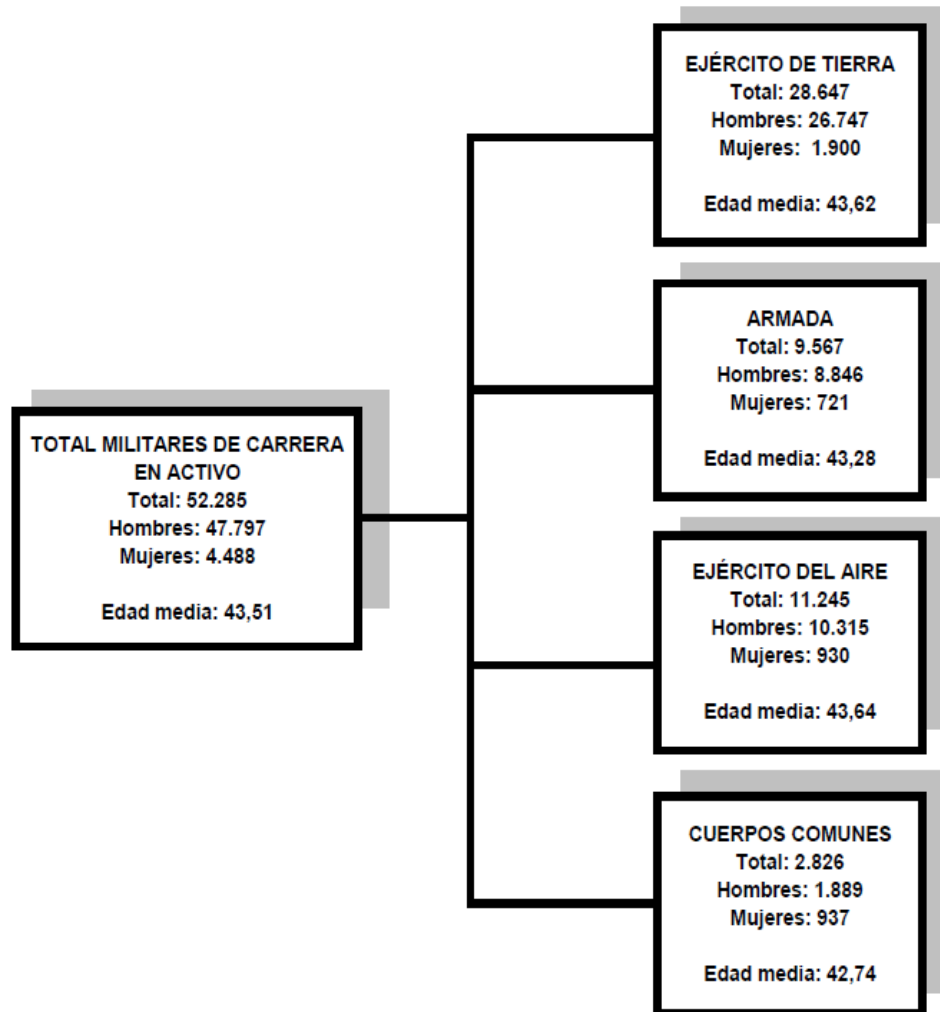 EJÉRCITO DE TIERRA
Total: 28.647
Hombres: 26.747
Mujeres: 1.900
Edad media: 43,62
ARMADA
Total: 9.567
Hombres: 8.846
Mujeres: 721
Edad media: 43,28
TOTAL MILITARES DE CARRERA
EN ACTIVO
Total: 52.285
Hombres: 47.797
Mujeres: 4.488
Edad media: 43,51
EJÉRCITO DEL AIRE
Total: 11.245
Hombres: 10.315
Mujeres: 930
Edad media: 43,64
CUERPOS COMUNES
Total: 2.826
Hombres: 1.889
Mujeres: 937
Edad media: 42,74